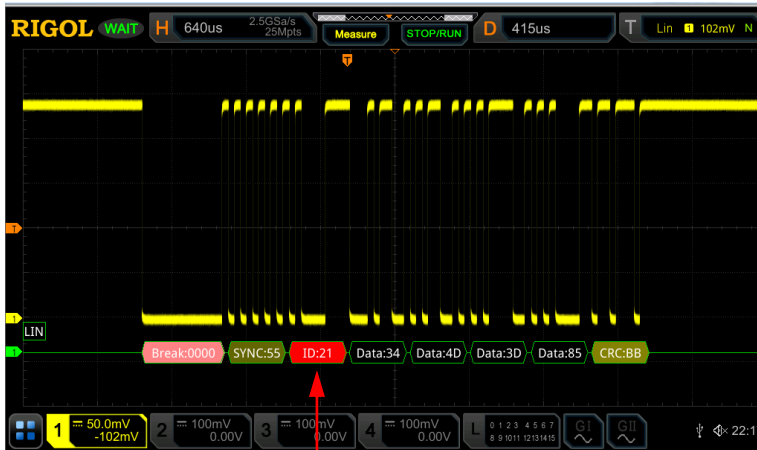 RIGOL WAIT H 640us 2.5GSa/s 25Mpts Measure STOP/RUN D 415us T Lin 1 102mV N
T
T
1
LIN
1 Break:0000 SYNC:55 ID:21 Data:34 Data:4D Data:3D Data:85 CRC:BB
1 50.0mV -102mV 2 100mV 0.00V 3 100mV 0.00V 4 100mV 0.00V L 0 1 2 3 4 5 6 7 8 9 10 11 12 13 14 15 GI GII 22:1